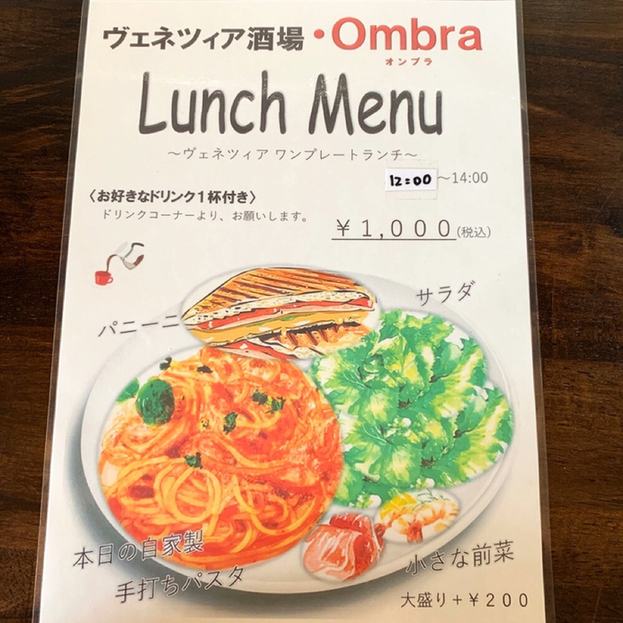 ヴェネツィア酒場・Ombra
オンブラ
Lunch Menu
～ヴェネツィア ワンプレートランチ～
12:00～14:00
〈お好きなドリンク１杯付き〉
ドリンクコーナーより、お願いします。
￥１,０００(税込)
サラダ
パニーニ
本日の自家製
手打ちパスタ
小さな前菜
大盛り＋￥２００